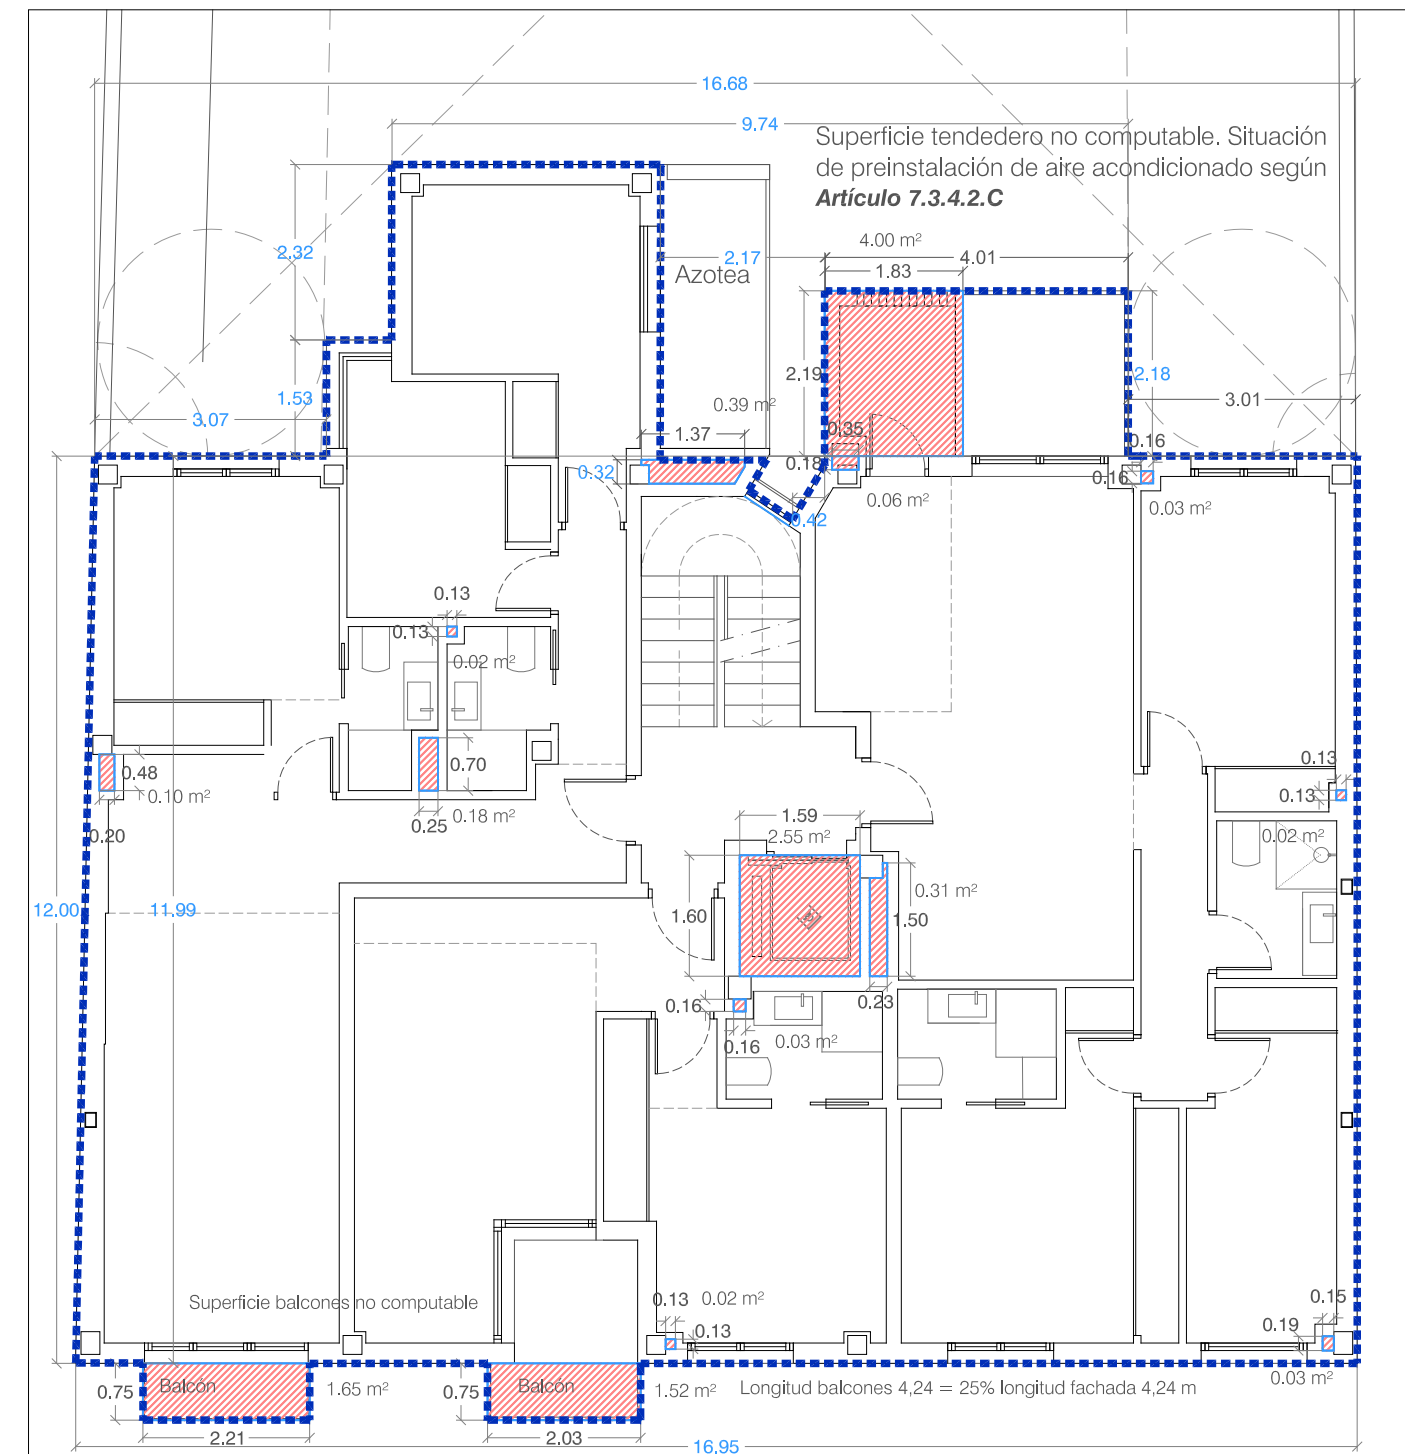 16.68
9.74
Superficie tendedero no computable. Situación
de preinstalación de aire acondicionado según
Artículo 7.3.4.2.C
4.00 m²
2.32
2.17
4.01
Azotea
1.83
2.19
2.18
1.53
3.07
0.39 m²
3.01
1.37
0.35
0.16
0.32
0.18
0.16
0.06 m²
0.03 m²
0.42
0.13
0.13
0.02 m²
0.48
0.70
0.13
0.10 m²
0.13
0.20
0.25
0.18 m²
1.59
2.55 m²
0.02 m²
0.31 m²
12.00
11.99
1.60
1.50
0.16
0.23
0.16
0.03 m²
Superficie balcones no computable
0.13
0.02 m²
0.15
0.13
0.19
0.75
Balcón
1.65 m²
0.75
Balcón
1.52 m²
Longitud balcones 4,24 = 25% longitud fachada 4,24 m
0.03 m²
2.21
2.03
16.95